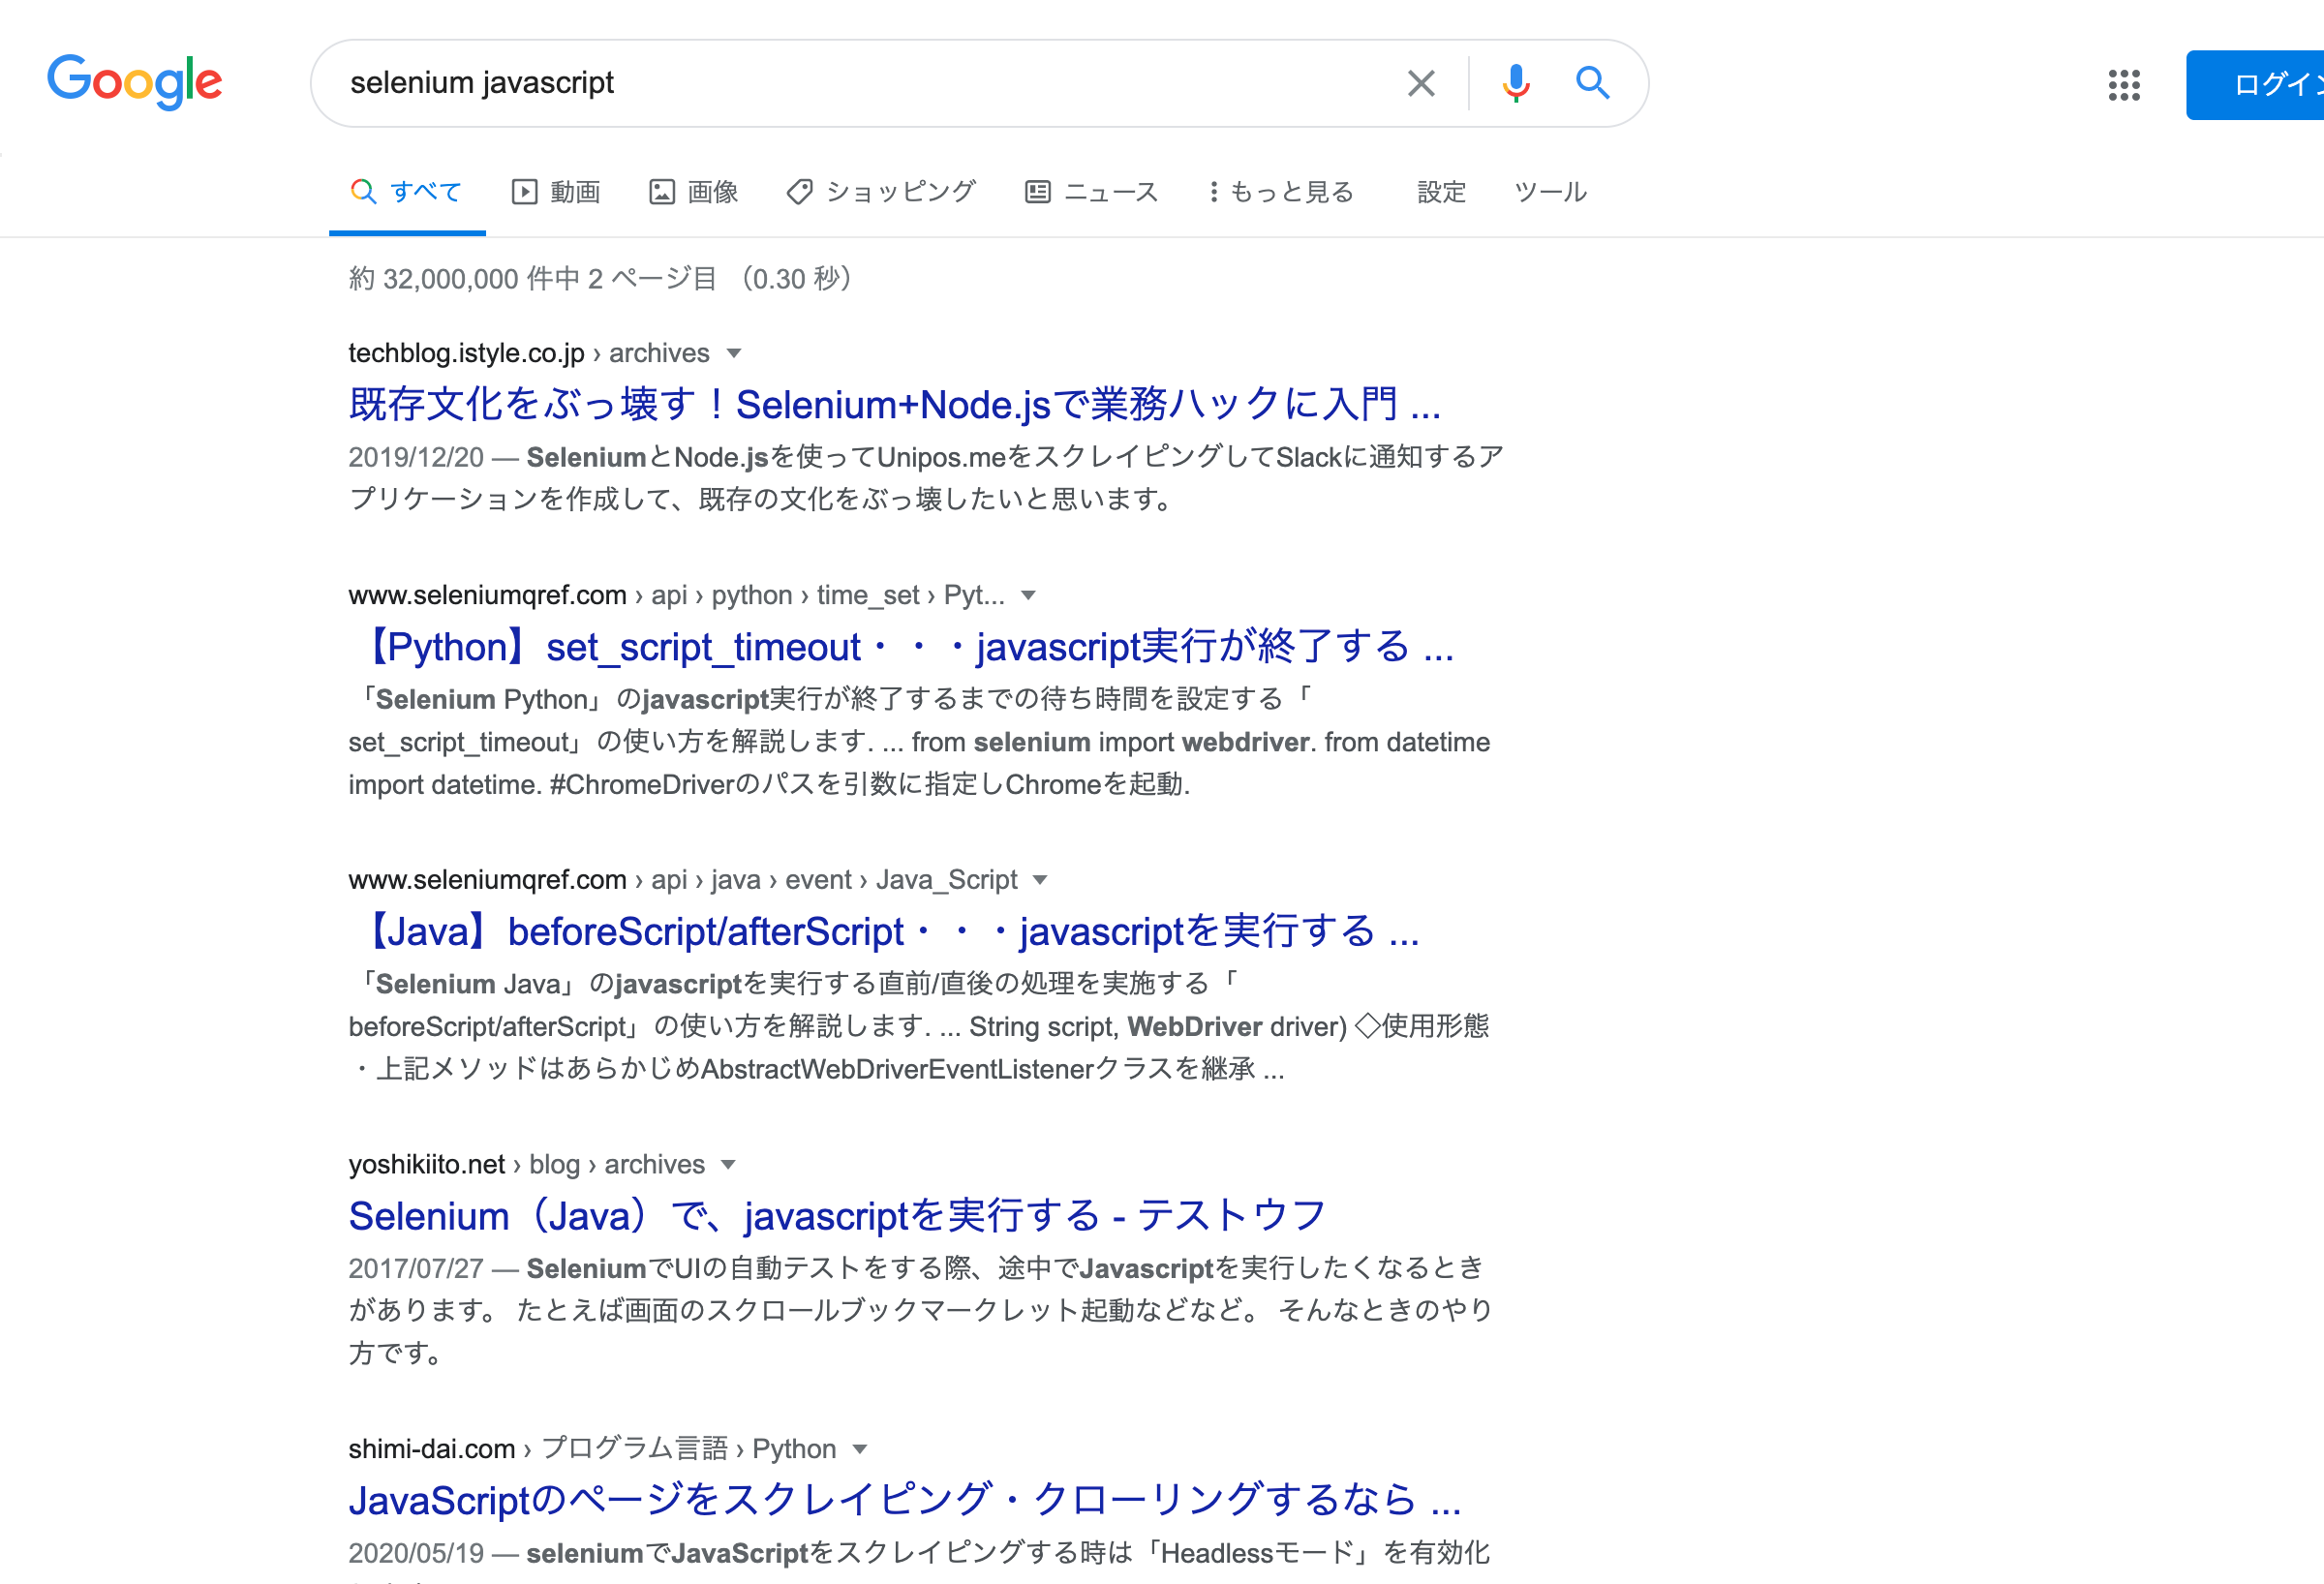 Google
selenium javascript
ログイン
すべて 動画 画像 ショッピング ニュース もっと見る 設定 ツール
約 32,000,000 件中 2 ページ目 （0.30 秒）
techblog.istyle.co.jp › archives
既存文化をぶっ壊す！Selenium+Node.jsで業務ハックに入門 ...
2019/12/20 — SeleniumとNode.jsを使ってUnipos.meをスクレイピングしてSlackに通知するア
プリケーションを作成して、既存の文化をぶっ壊したいと思います。
www.seleniumqref.com › api › python › time_set › Pyt...
【Python】set_script_timeout・・・javascript実行が終了する ...
「Selenium Python」のjavascript実行が終了するまでの待ち時間を設定する「
set_script_timeout」の使い方を解説します. ... from selenium import webdriver. from datetime
import datetime. #ChromeDriverのパスを引数に指定しChromeを起動.
www.seleniumqref.com › api › java › event › Java_Script
【Java】beforeScript/afterScript・・・javascriptを実行する ...
「Selenium Java」のjavascriptを実行する直前/直後の処理を実施する「
beforeScript/afterScript」の使い方を解説します. ... String script, WebDriver driver) ◇使用形態
・上記メソッドはあらかじめAbstractWebDriverEventListenerクラスを継承 ...
yoshikiito.net › blog › archives
Selenium（Java）で、javascriptを実行する - テストウフ
2017/07/27 — SeleniumでUIの自動テストをする際、途中でJavascriptを実行したくなるとき
があります。 たとえば画面のスクロールブックマークレット起動などなど。 そんなときのやり
方です。
shimi-dai.com › プログラム言語 › Python
JavaScriptのページをスクレイピング・クローリングするなら ...
2020/05/19 — seleniumでJavaScriptをスクレイピングする時は「Headlessモード」を有効化